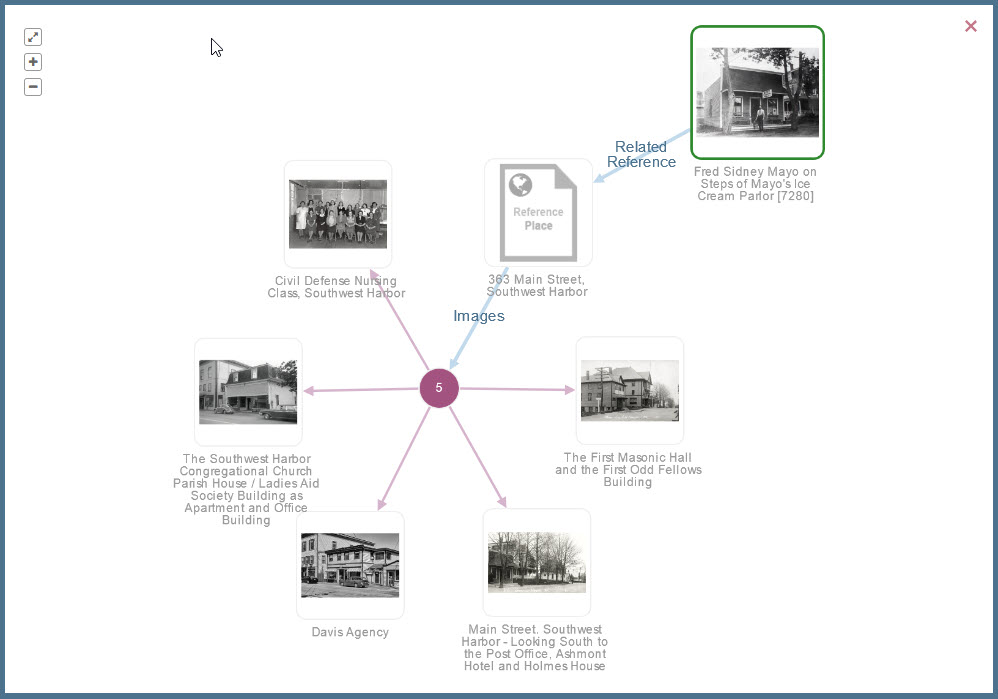 Related
Reference
Fred Sidney Mayo on
Steps of Mayo's Ice
Cream Parlor [7280]
Reference
Place
363 Main Street,
Southwest Harbor
Civil Defense Nursing
Class, Southwest Harbor
Images
5
The Southwest Harbor
Congregational Church
Parish House / Ladies Aid
Society Building as
Apartment and Office
Building
The First Masonic Hall
and the First Odd Fellows
Building
Davis Agency
Main Street, Southwest
Harbor - Looking South to
the Post Office, Ashmont
Hotel and Holmes House